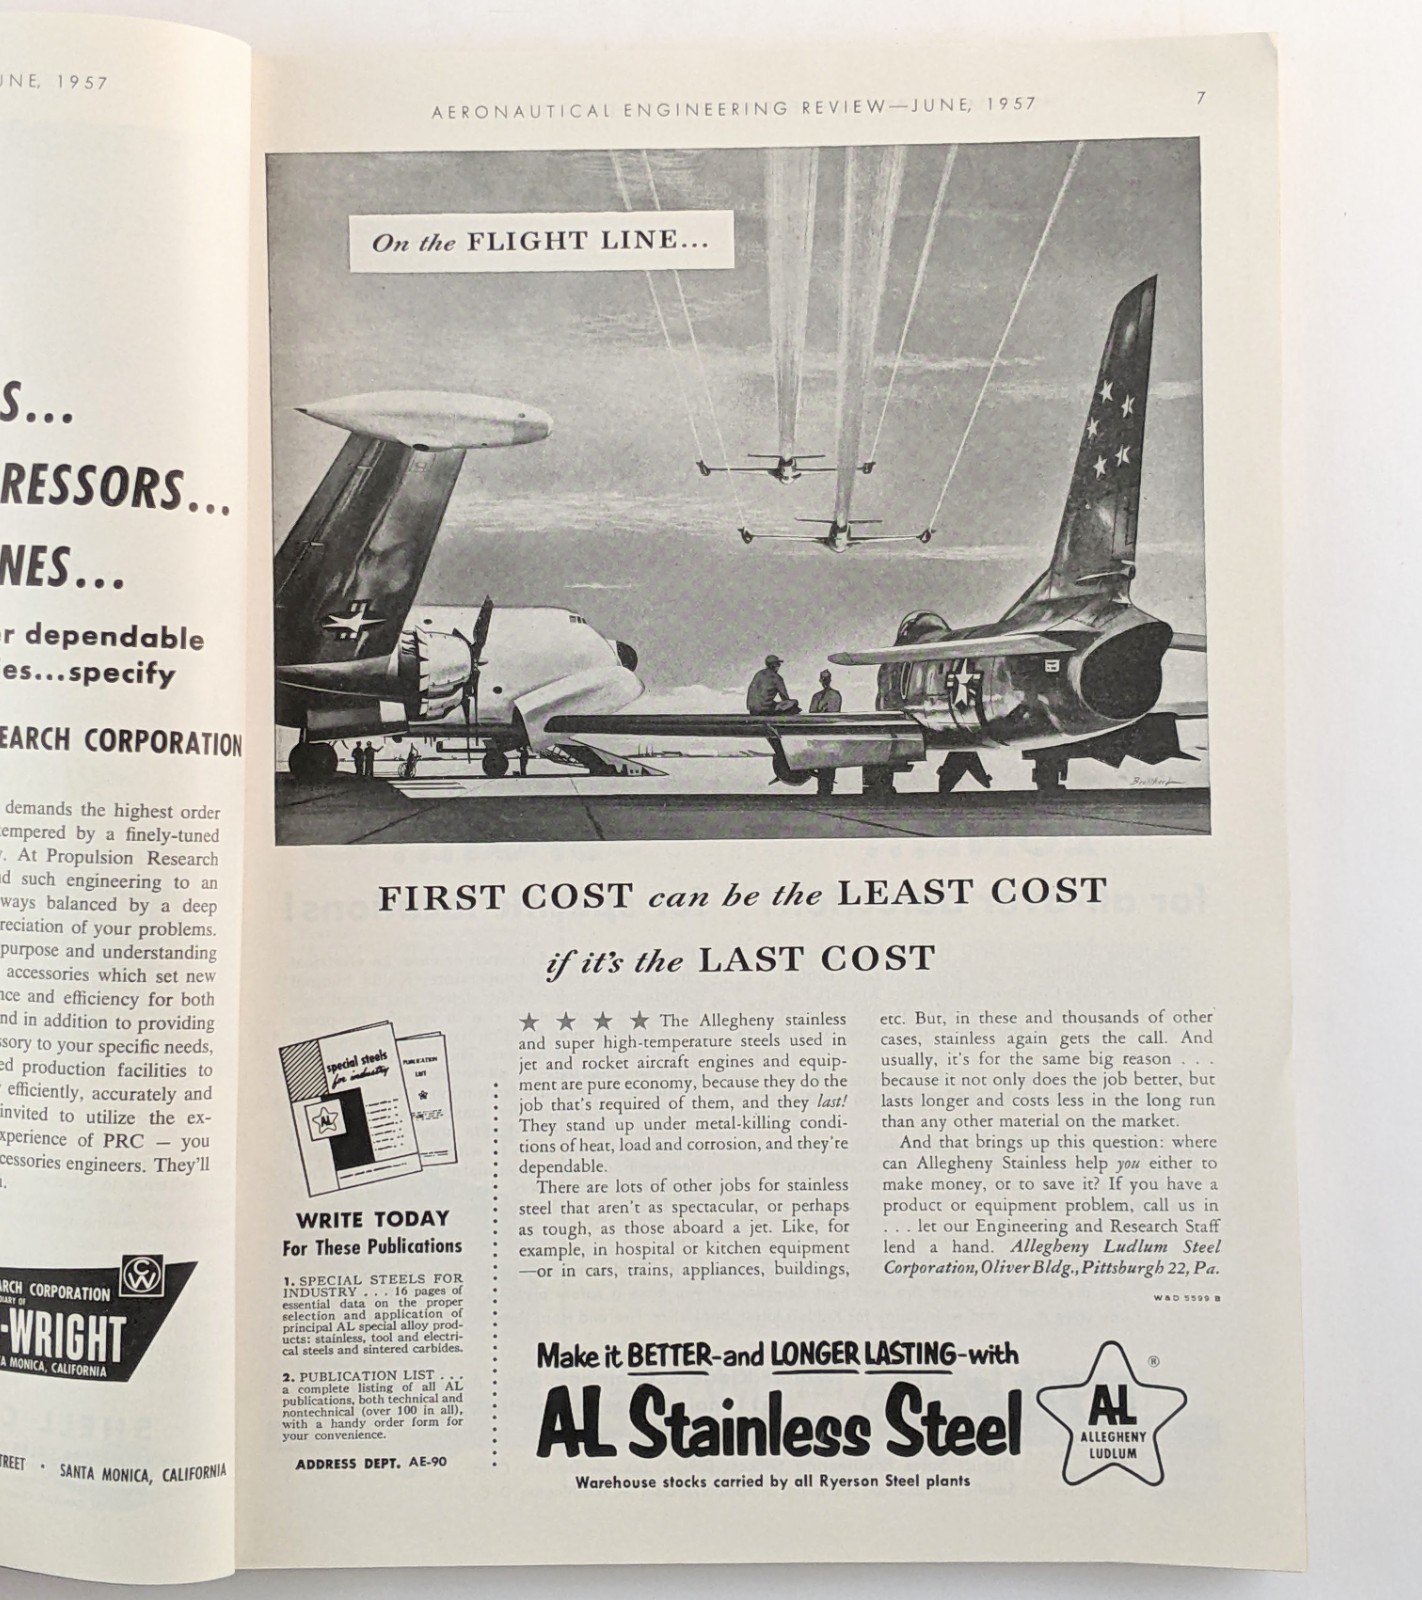 UNE, 1957
S...
RESSORS...
NES...
r dependable
es...specify
EARCH CORPORATION
demands the highest order
empered by a finely-tuned
. At Propulsion Research
d such engineering to an
ways balanced by a deep
reciation of your problems.
purpose and understanding
accessories which set new
nce and efficiency for both
nd in addition to providing
ssory to your specific needs,
ed production facilities to
efficiently, accurately and
invited to utilize the ex-
xperience of PRC — you
cessories engineers. They'll
.
CW
ARCH CORPORATION
DIARY OF
-WRIGHT
A MONICA, CALIFORNIA
REET • SANTA MONICA, CALIFORNIA
AERONAUTICAL ENGINEERING REVIEW—JUNE, 1957
7
On the FLIGHT LINE...
FIRST COST can be the LEAST COST
if it's the LAST COST
special steels
for industry
AL
PUBLICATION
LIST
WRITE TODAY
For These Publications
1. SPECIAL STEELS FOR
INDUSTRY . . . 16 pages of
essential data on the proper
selection and application of
principal AL special alloy prod-
ucts: stainless, tool and electri-
cal steels and sintered carbides.
2. PUBLICATION LIST . . .
a complete listing of all AL
publications, both technical and
nontechnical (over 100 in all),
with a handy order form for
your convenience.
ADDRESS DEPT. AE-90
★ ★ ★ ★ The Allegheny stainless
and super high-temperature steels used in
jet and rocket aircraft engines and equip-
ment are pure economy, because they do the
job that's required of them, and they last!
They stand up under metal-killing condi-
tions of heat, load and corrosion, and they're
dependable.
There are lots of other jobs for stainless
steel that aren't as spectacular, or perhaps
as tough, as those aboard a jet. Like, for
example, in hospital or kitchen equipment
—or in cars, trains, appliances, buildings,
etc. But, in these and thousands of other
cases, stainless again gets the call. And
usually, it's for the same big reason . . .
because it not only does the job better, but
lasts longer and costs less in the long run
than any other material on the market.
And that brings up this question: where
can Allegheny Stainless help you either to
make money, or to save it? If you have a
product or equipment problem, call us in
. . . let our Engineering and Research Staff
lend a hand. Allegheny Ludlum Steel
Corporation, Oliver Bldg., Pittsburgh 22, Pa.
W&D 5599 B
Make it BETTER-and LONGER LASTING-with
AL Stainless Steel
Warehouse stocks carried by all Ryerson Steel plants
®
AL
ALLEGHENY
LUDLUM